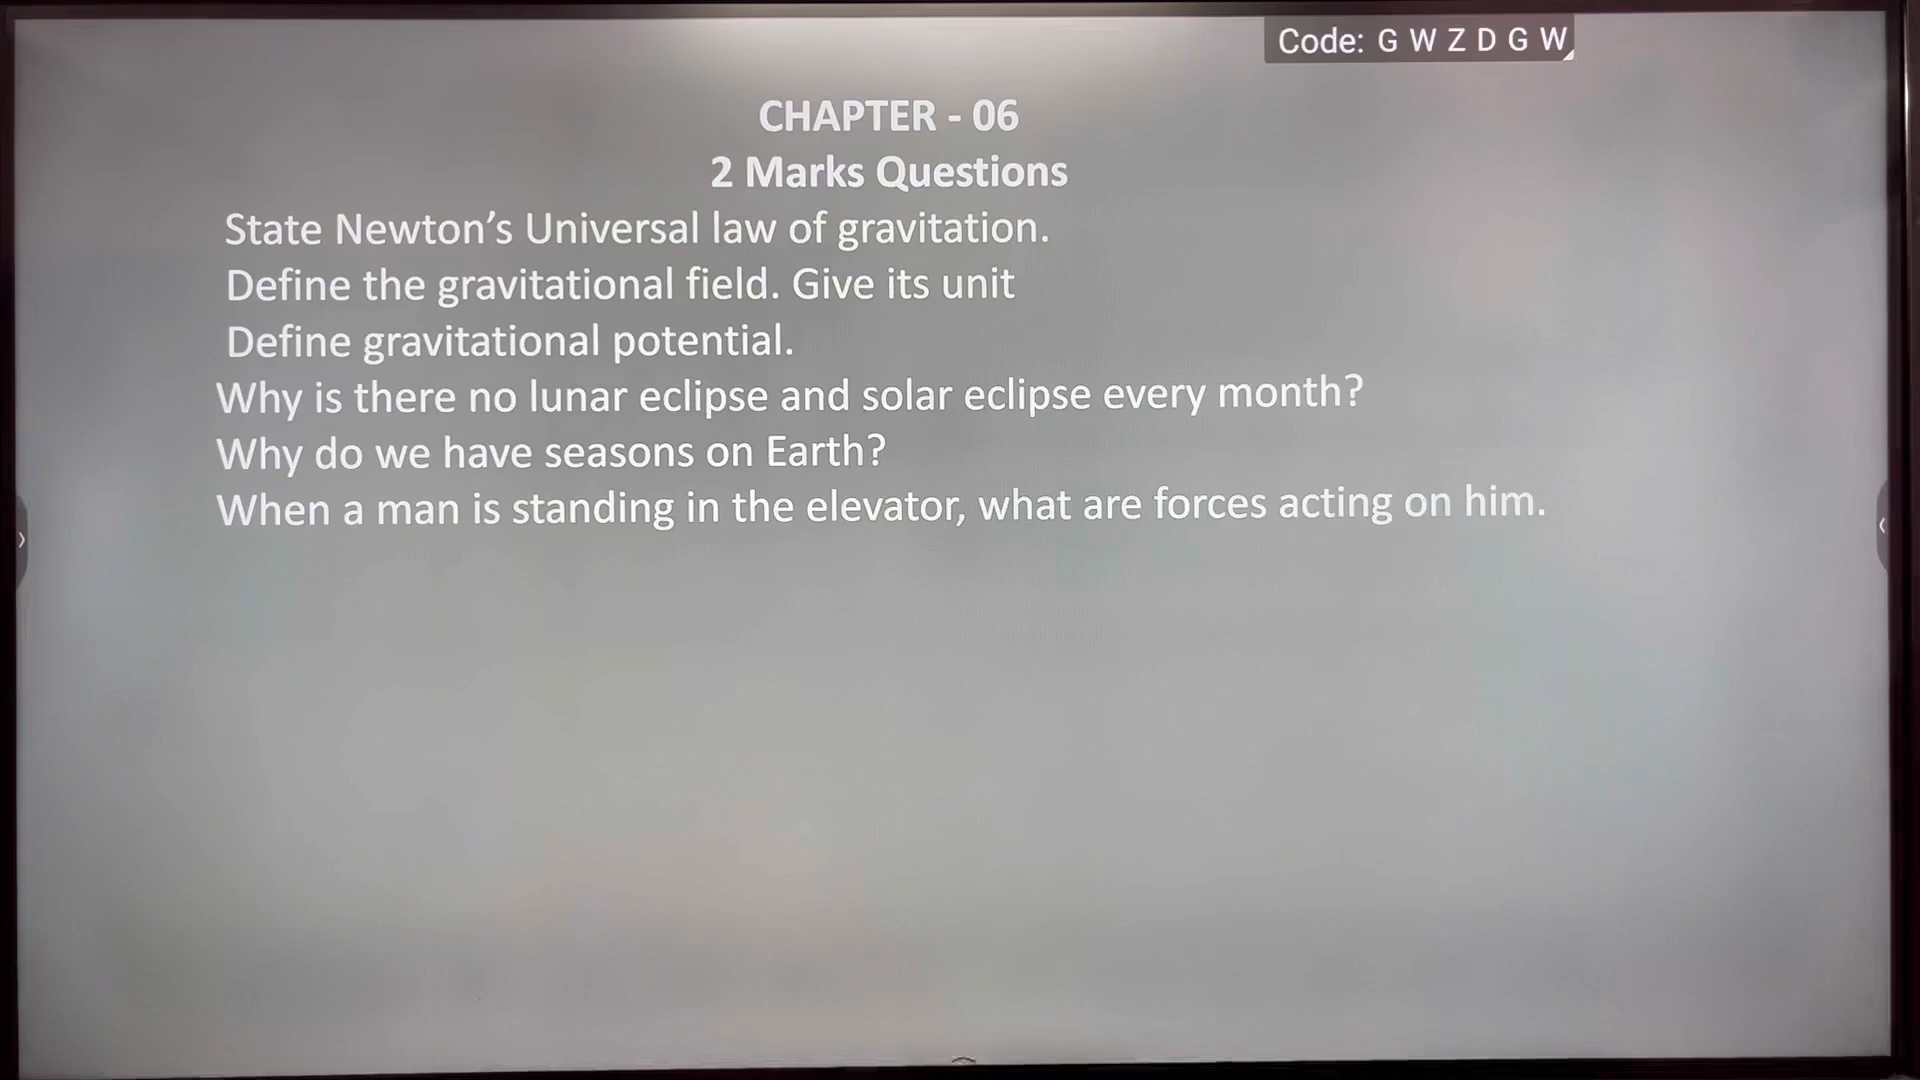 Code: G W Z D G W
CHAPTER - 06
2 Marks Questions
State Newton’s Universal law of gravitation.
Define the gravitational field. Give its unit
Define gravitational potential.
Why is there no lunar eclipse and solar eclipse every month?
Why do we have seasons on Earth?
When a man is standing in the elevator, what are forces acting on him.